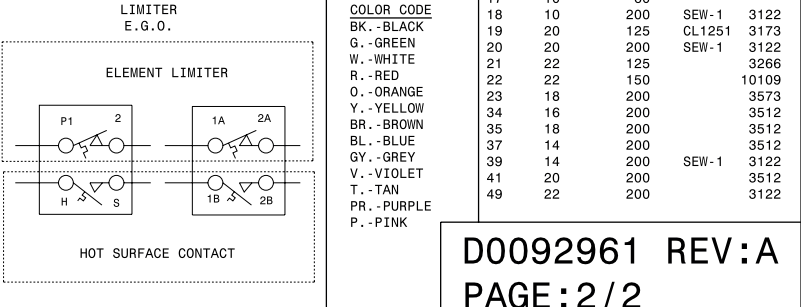 LIMITER
E.G.O.
ELEMENT LIMITER
P1 2 1A 2A
H S 1B 2B
HOT SURFACE CONTACT
COLOR CODE
BK.-BLACK
G.-GREEN
W.-WHITE
R.-RED
O.-ORANGE
Y.-YELLOW
BR.-BROWN
BL.-BLUE
GY.-GREY
V.-VIOLET
T.-TAN
PR.-PURPLE
P.-PINK
18 10 200 SEW-1 3122
19 20 125 CL1251 3173
20 20 200 SEW-1 3122
21 22 125 3266
22 22 150 10109
23 18 200 3573
34 16 200 3512
35 18 200 3512
37 14 200 3512
39 14 200 SEW-1 3122
41 20 200 3512
49 22 200 3122
D0092961 REV:A
PAGE:2/2